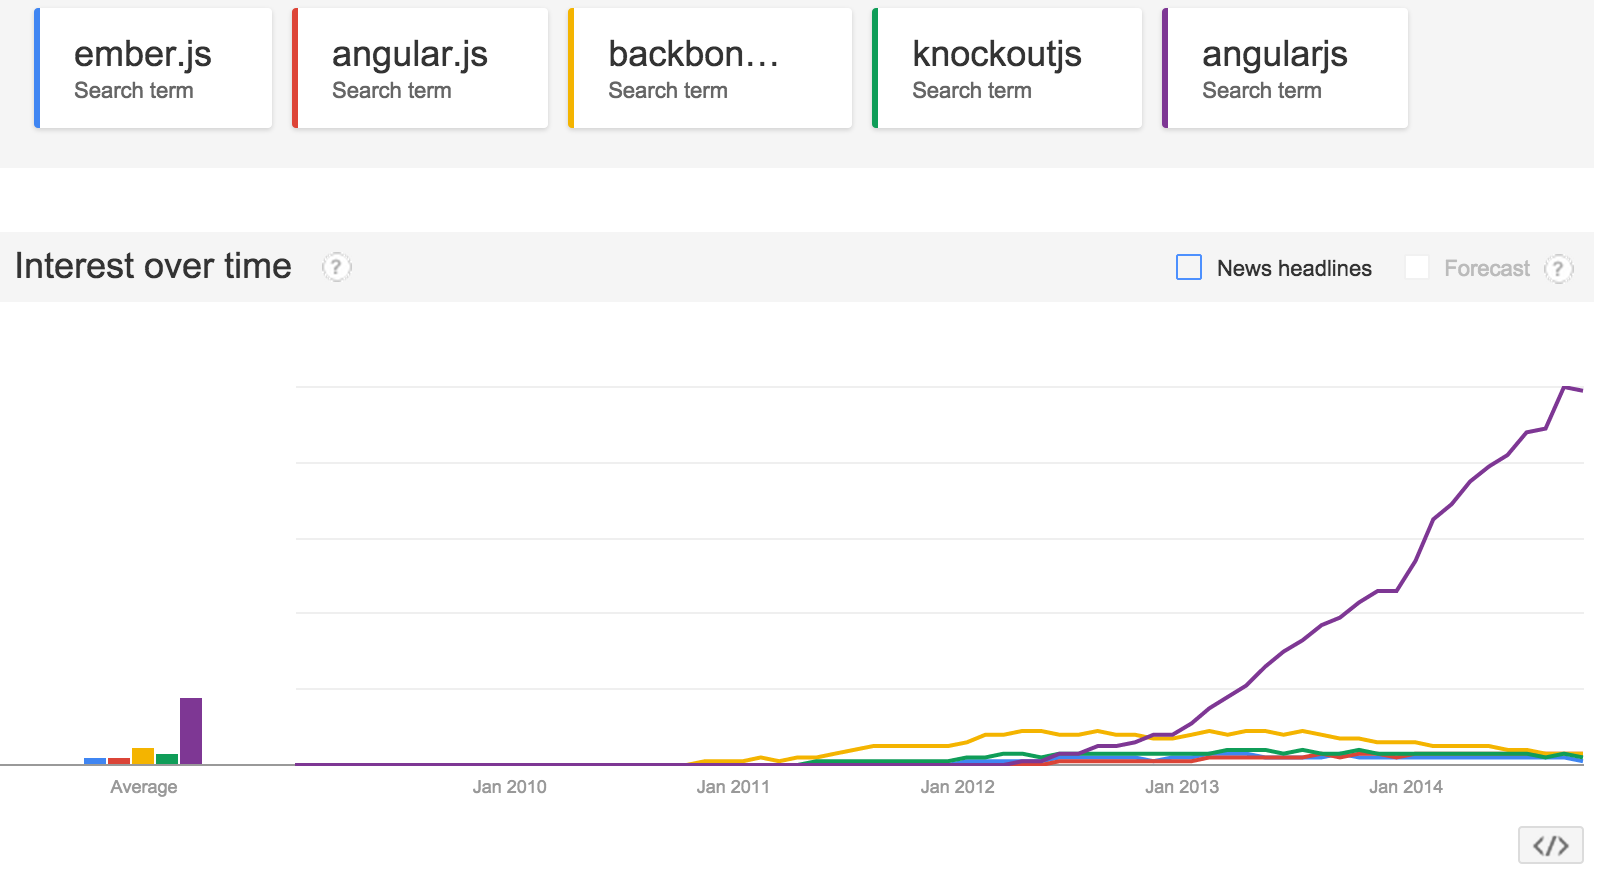 ember.js
Search term
angular.js
Search term
backbon...
Search term
knockoutjs
Search term
angularjs
Search term
Interest over time ?
News headlines
Forecast ?
Average
Jan 2010
Jan 2011
Jan 2012
Jan 2013
Jan 2014
</>